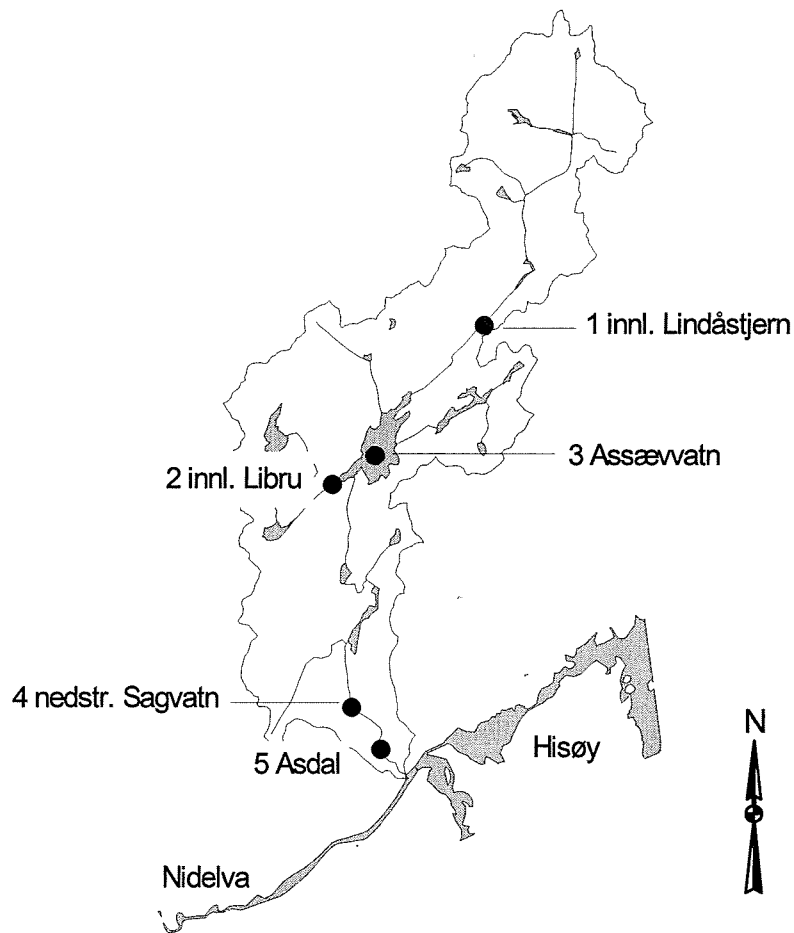 1 innl. Lindåstjern
3 Assævvatn
2 innl. Libru
4 nedstr. Sagvatn
N
Hisøy
5 Asdal
Nidelva